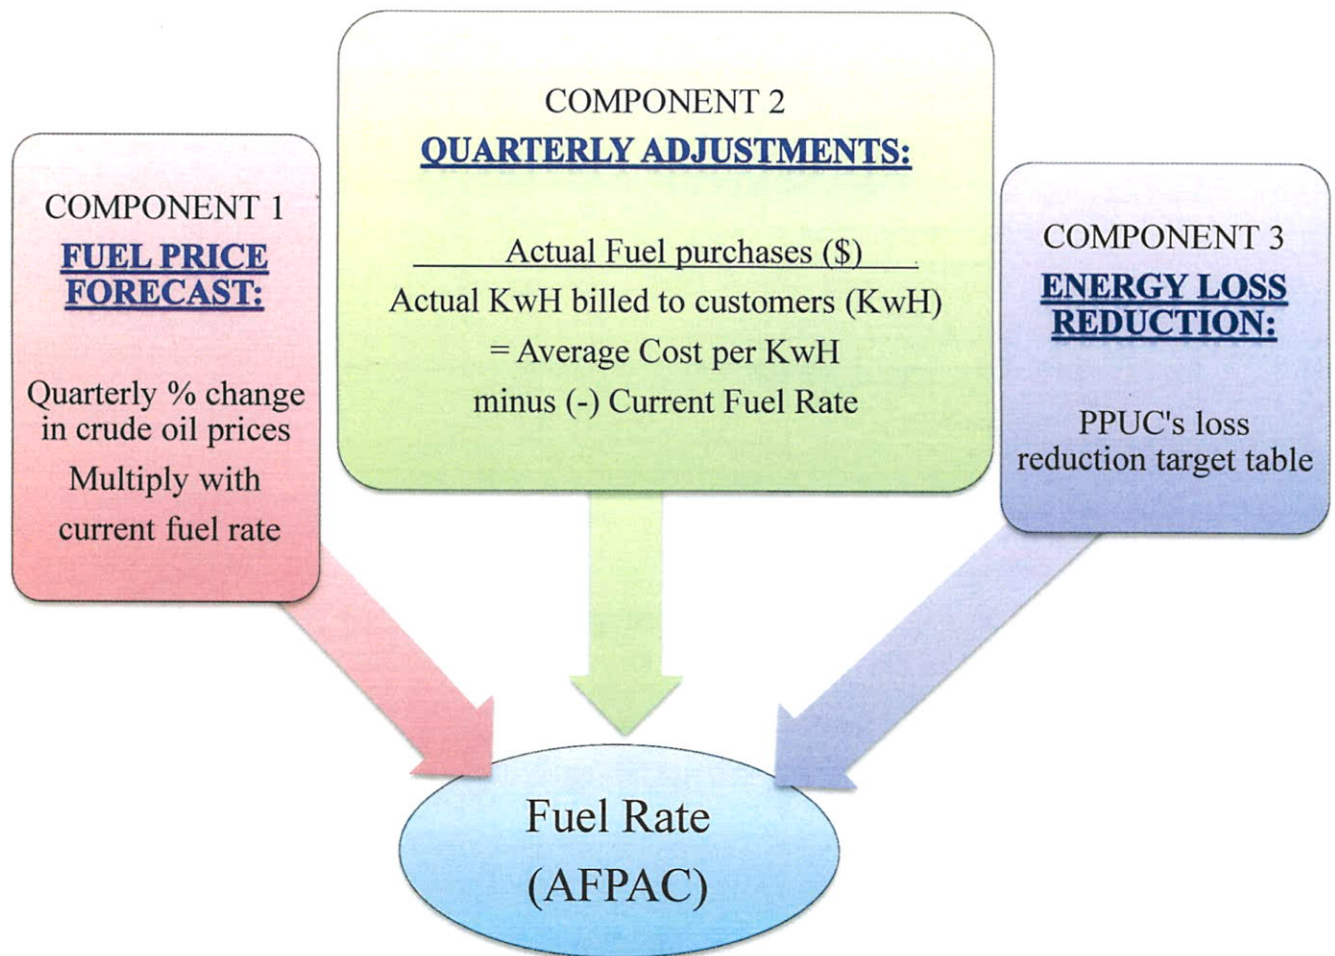 COMPONENT 1
FUEL PRICE
FORECAST:
Quarterly % change
in crude oil prices
Multiply with
current fuel rate
COMPONENT 2
QUARTERLY ADJUSTMENTS:
Actual Fuel purchases ($)
Actual KwH billed to customers (KwH)
= Average Cost per KwH
minus (-) Current Fuel Rate
COMPONENT 3
ENERGY LOSS
REDUCTION:
PPUC's loss
reduction target table
Fuel Rate
(AFPAC)